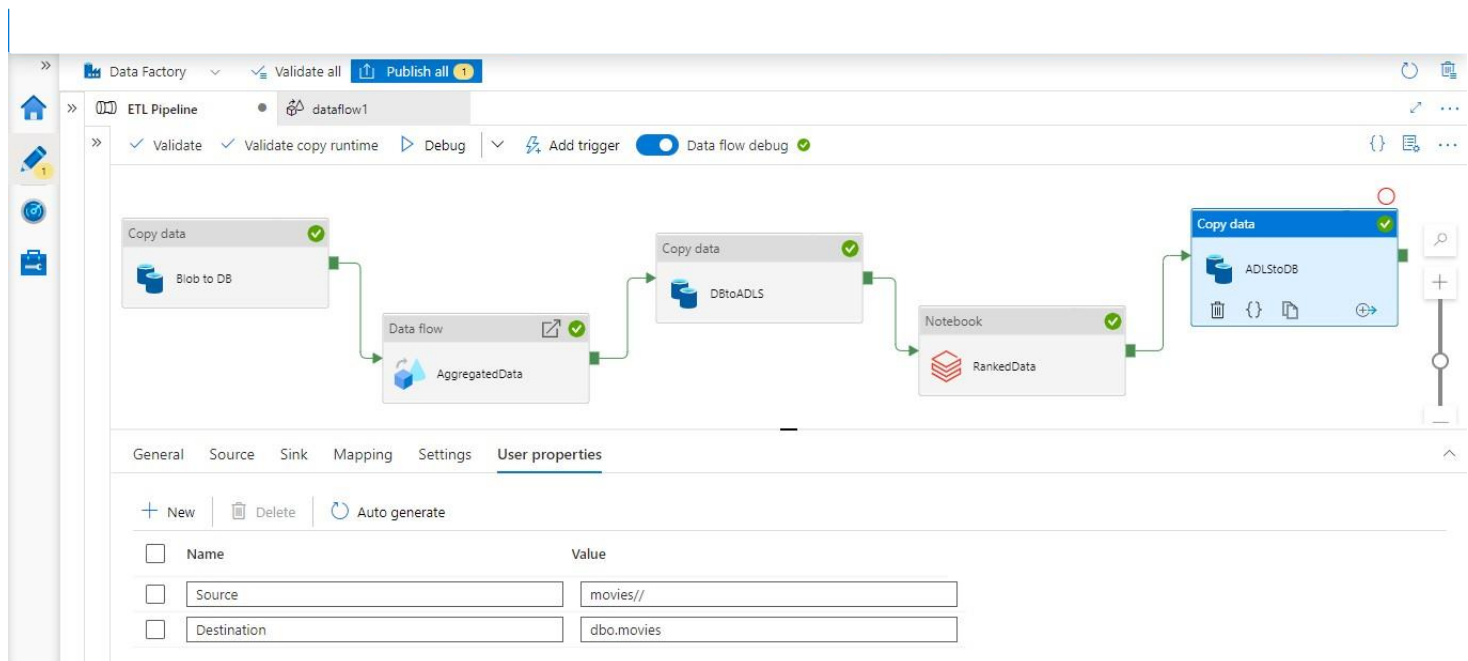 Data Factory Validate all Publish all 1
ETL Pipeline dataflow1
Validate Validate copy runtime Debug Add trigger Data flow debug
1
Copy data
Blob to DB
Data flow
AggregatedData
Copy data
DBtoADLS
Notebook
RankedData
Copy data
ADLStoDB
General Source Sink Mapping Settings User properties
New Delete Auto generate
Name Value
Source movies//
Destination dbo.movies